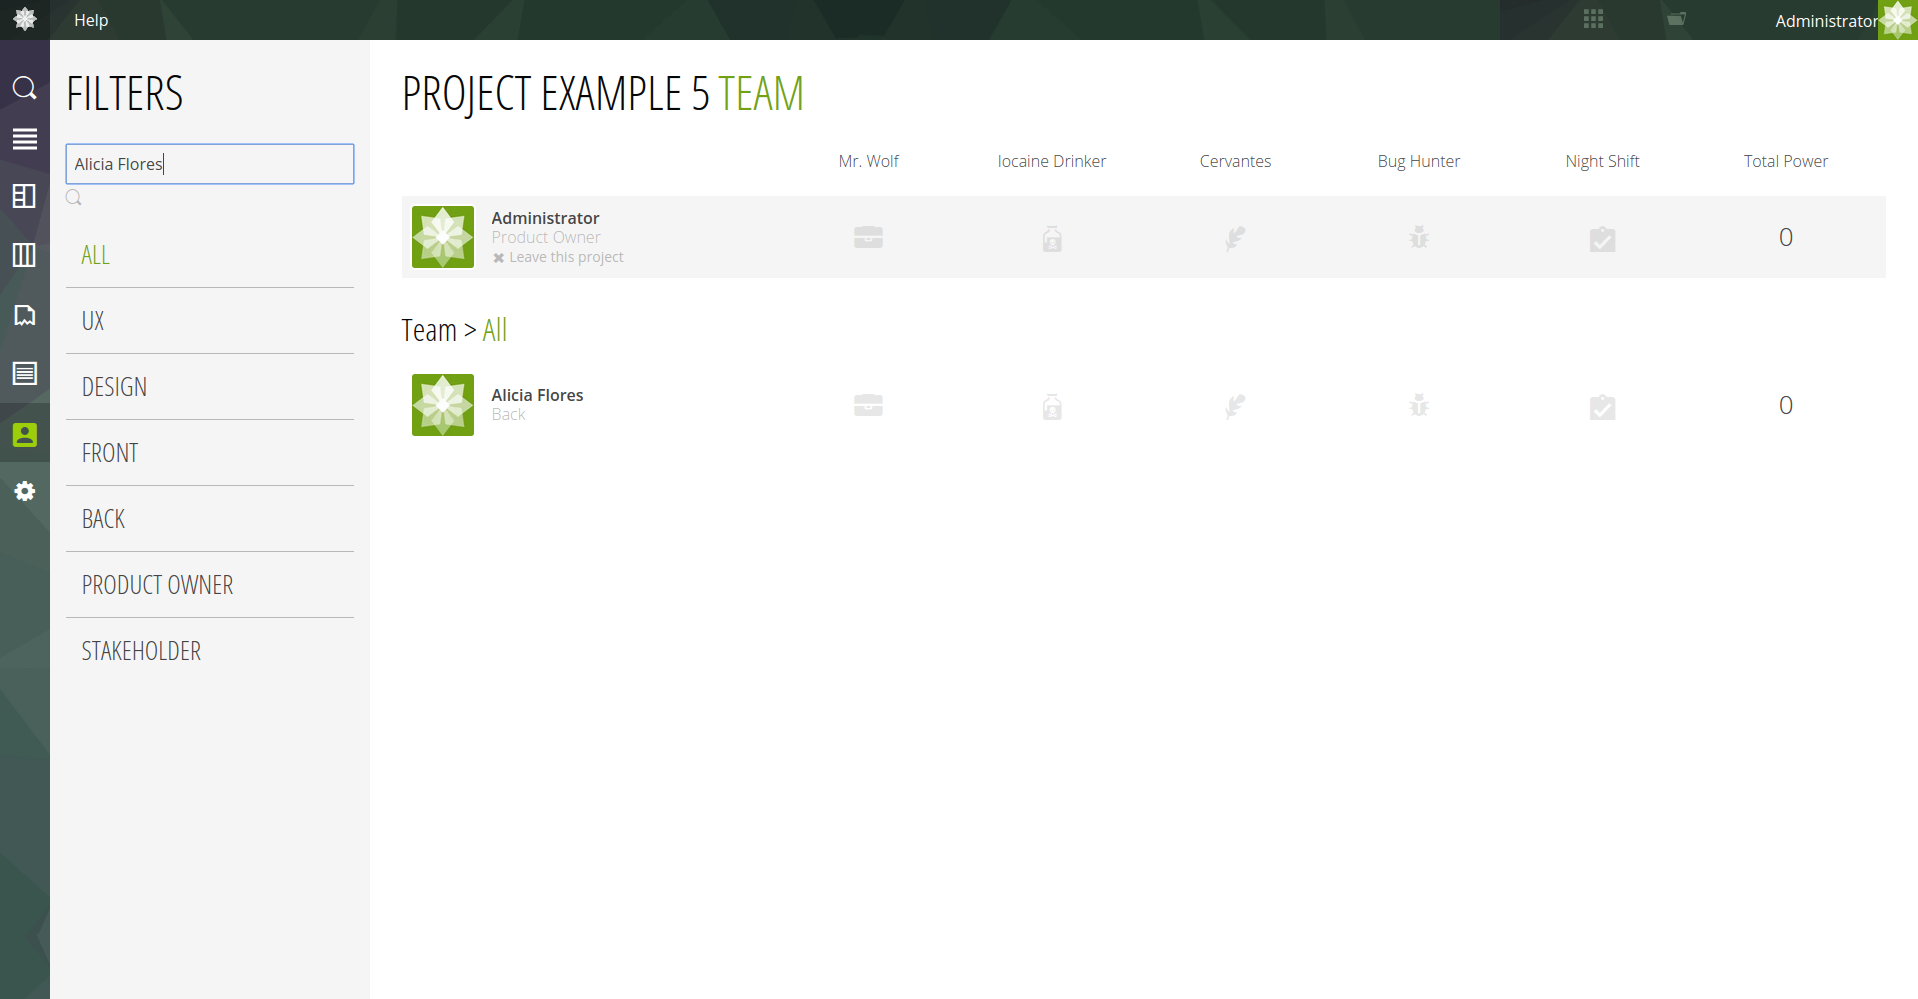 Help
Administrator
FILTERS
Alicia Flores
ALL
UX
DESIGN
FRONT
BACK
PRODUCT OWNER
STAKEHOLDER
PROJECT EXAMPLE 5 TEAM
Mr. Wolf Iocaine Drinker Cervantes Bug Hunter Night Shift Total Power
Administrator
Product Owner
✖ Leave this project
0
Team > All
Alicia Flores
Back
0